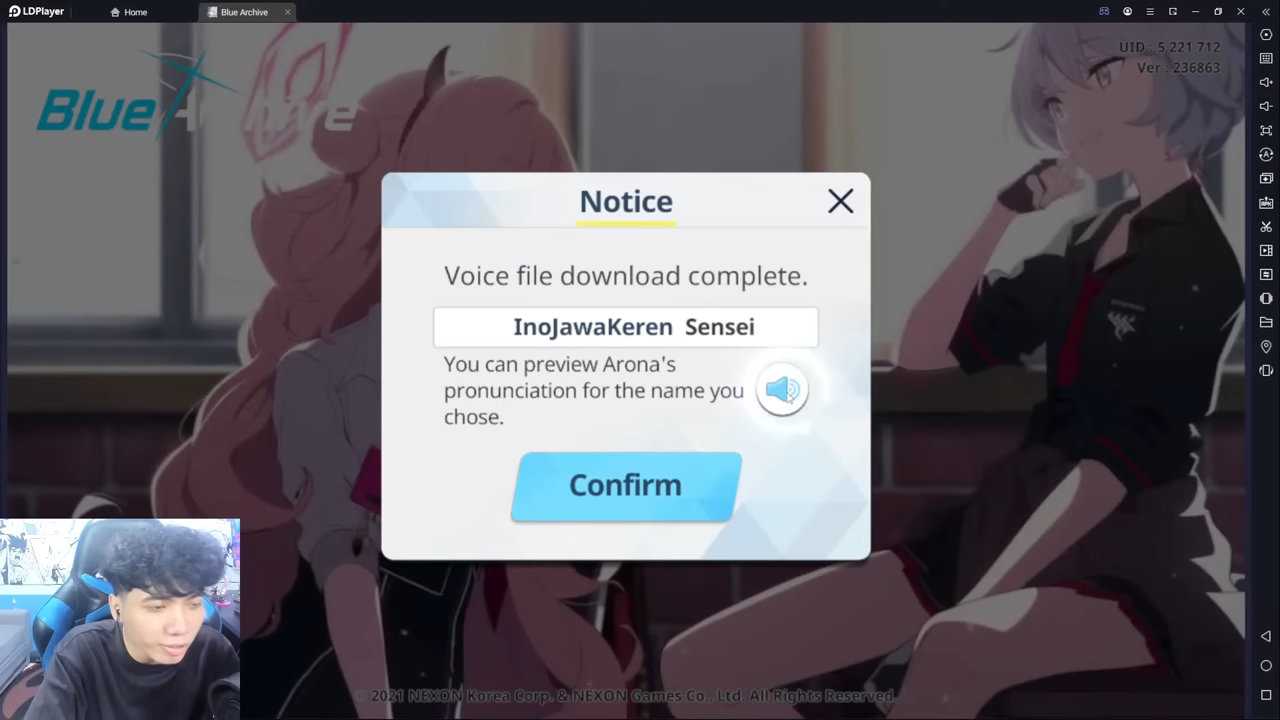 LDPlayer
Home
Blue Archive
UID : 5 221 712
Ver : 236863
Blue Archive
Notice
Voice file download complete.
InoJawaKeren Sensei
You can preview Arona's
pronunciation for the name you
chose.
Confirm
© 2021 NEXON Korea Corp. & NEXON Games Co., Ltd. All Rights Reserved.